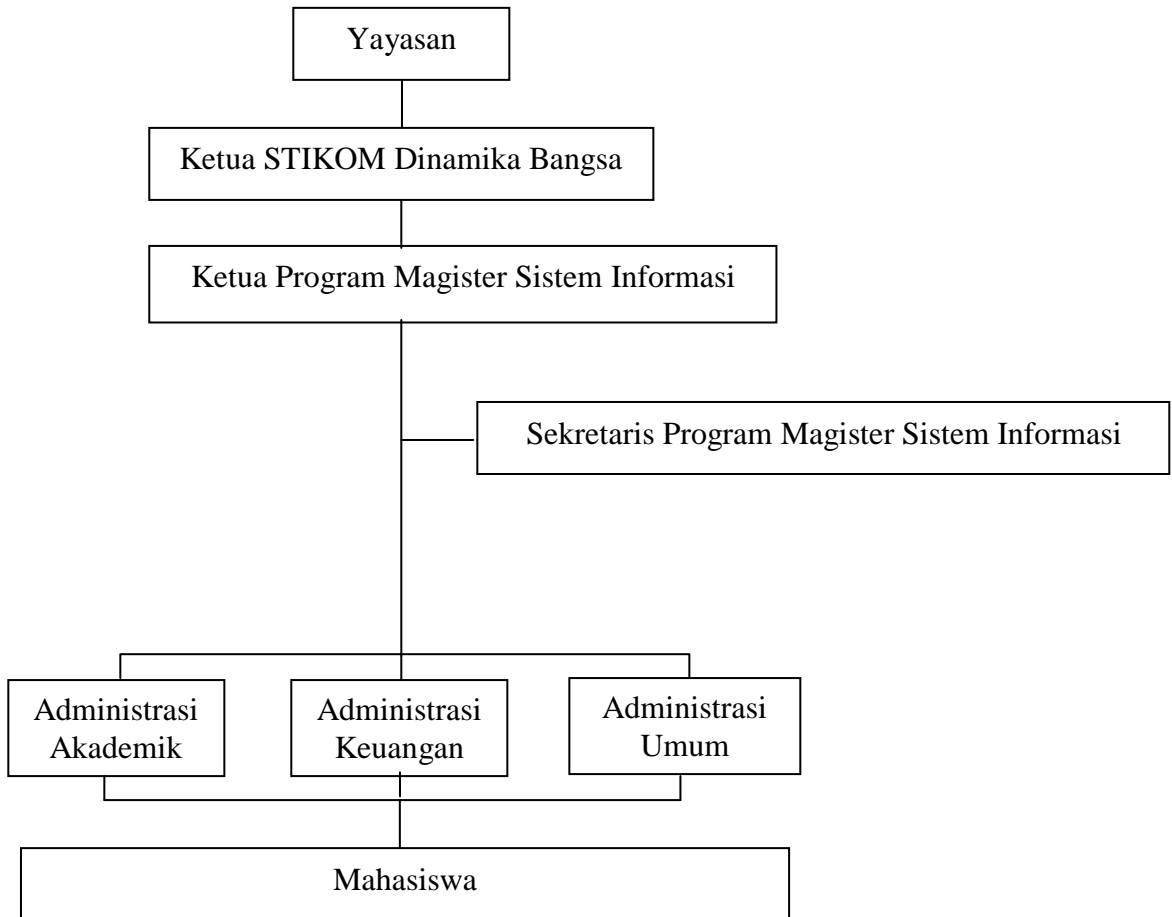 Yayasan
Ketua STIKOM Dinamika Bangsa
Ketua Program Magister Sistem Informasi
Sekretaris Program Magister Sistem Informasi
Administrasi
Akademik
Administrasi
Keuangan
Administrasi
Umum
Mahasiswa